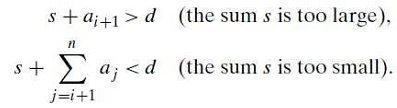 s + a_{i+1} > d (the sum s is too large),
s + \sum_{j=i+1}^{n} a_j < d (the sum s is too small).